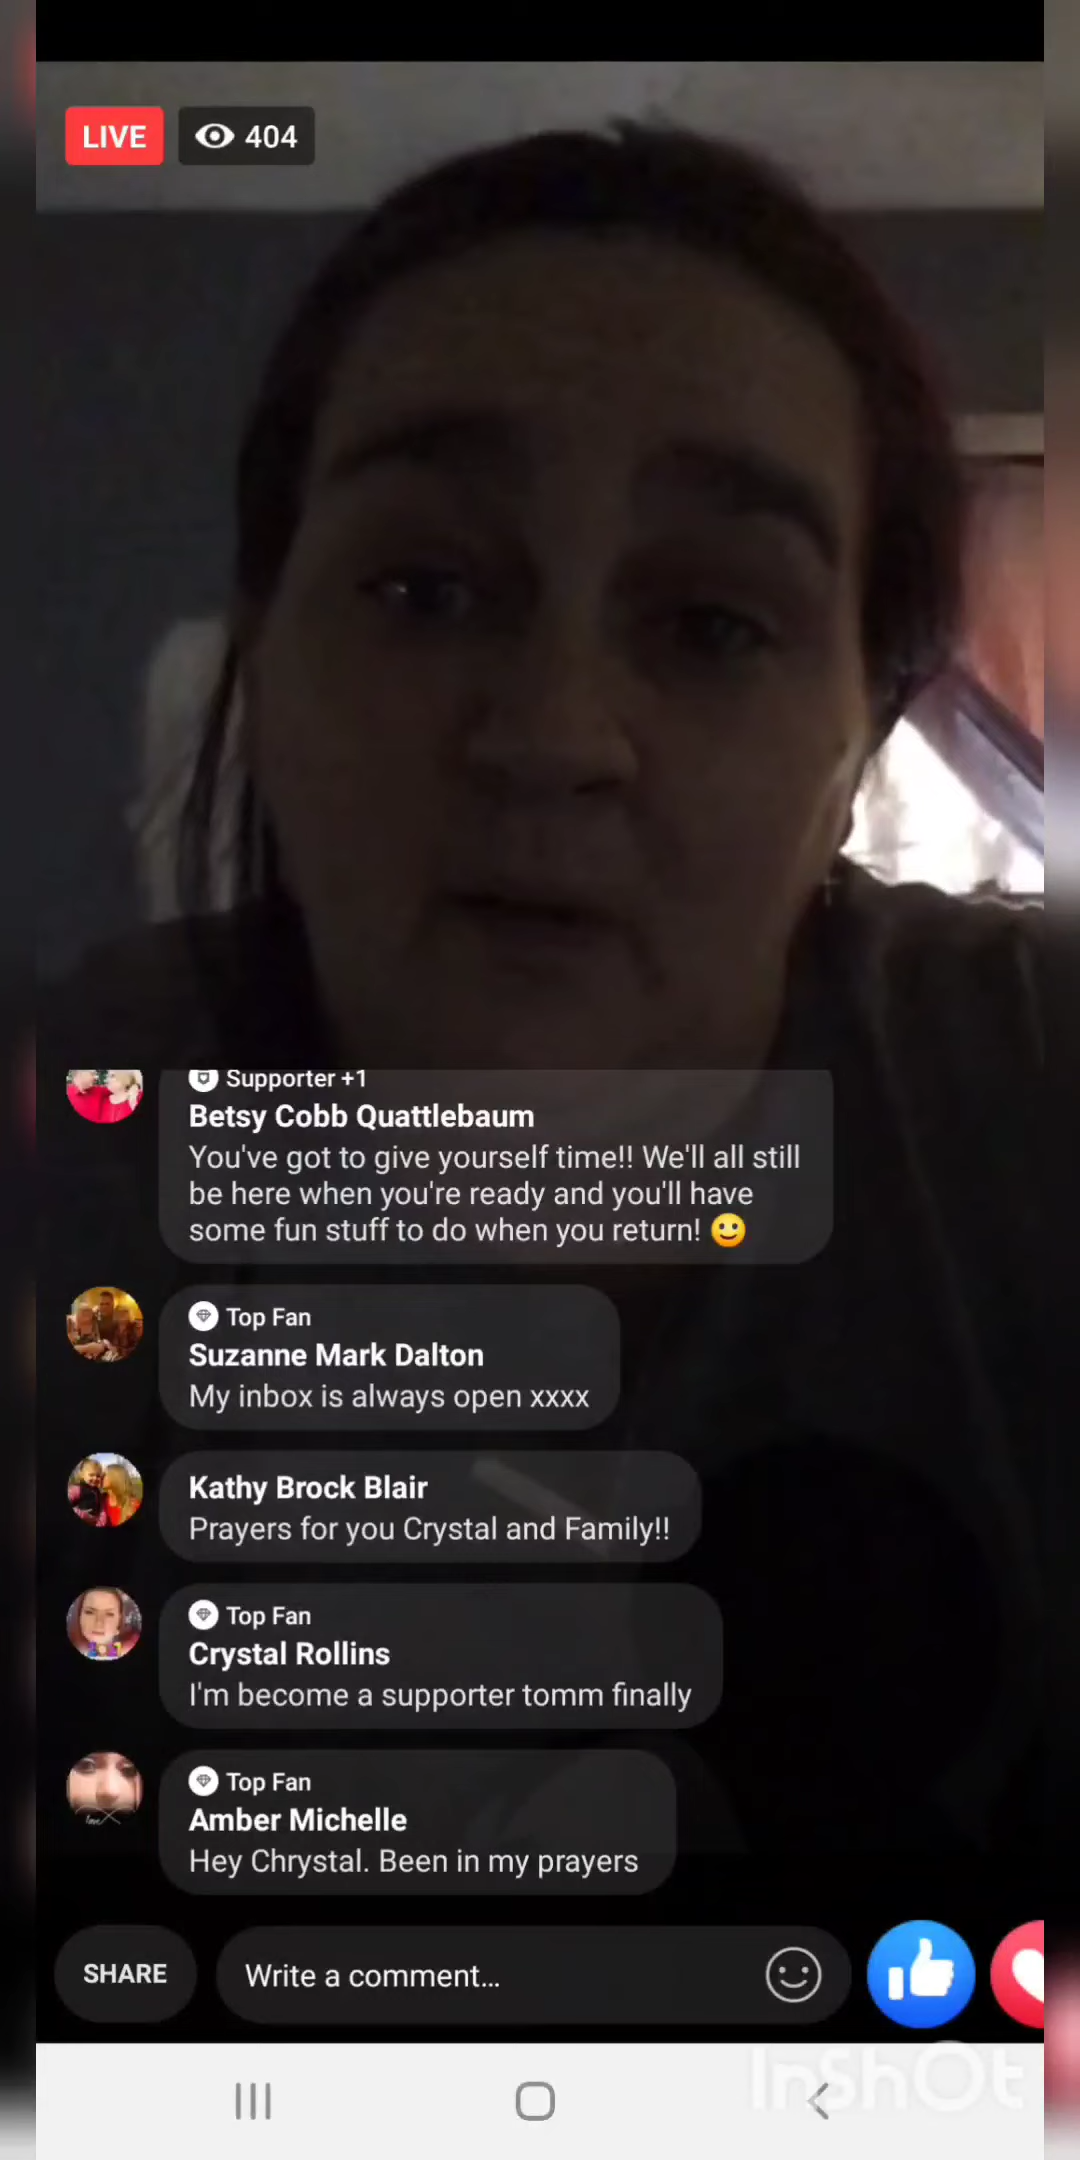 LIVE 404
Supporter +1
Betsy Cobb Quattlebaum
You've got to give yourself time!! We'll all still
be here when you're ready and you'll have
some fun stuff to do when you return! 🙂
Top Fan
Suzanne Mark Dalton
My inbox is always open xxxx
Kathy Brock Blair
Prayers for you Crystal and Family!!
Top Fan
Crystal Rollins
I'm become a supporter tomm finally
Top Fan
Amber Michelle
Hey Chrystal. Been in my prayers
SHARE Write a comment...
InShOt